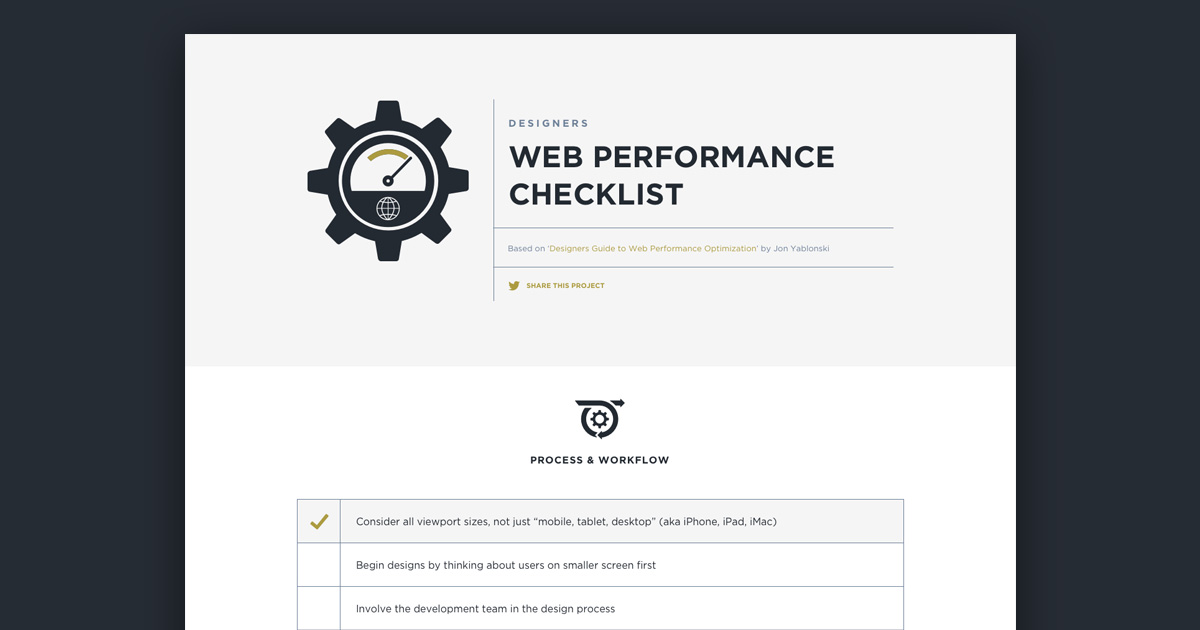 DESIGNERS
WEB PERFORMANCE
CHECKLIST
Based on ‘Designers Guide to Web Performance Optimization’ by Jon Yablonski
SHARE THIS PROJECT
PROCESS & WORKFLOW
Consider all viewport sizes, not just “mobile, tablet, desktop” (aka iPhone, iPad, iMac)
Begin designs by thinking about users on smaller screen first
Involve the development team in the design process